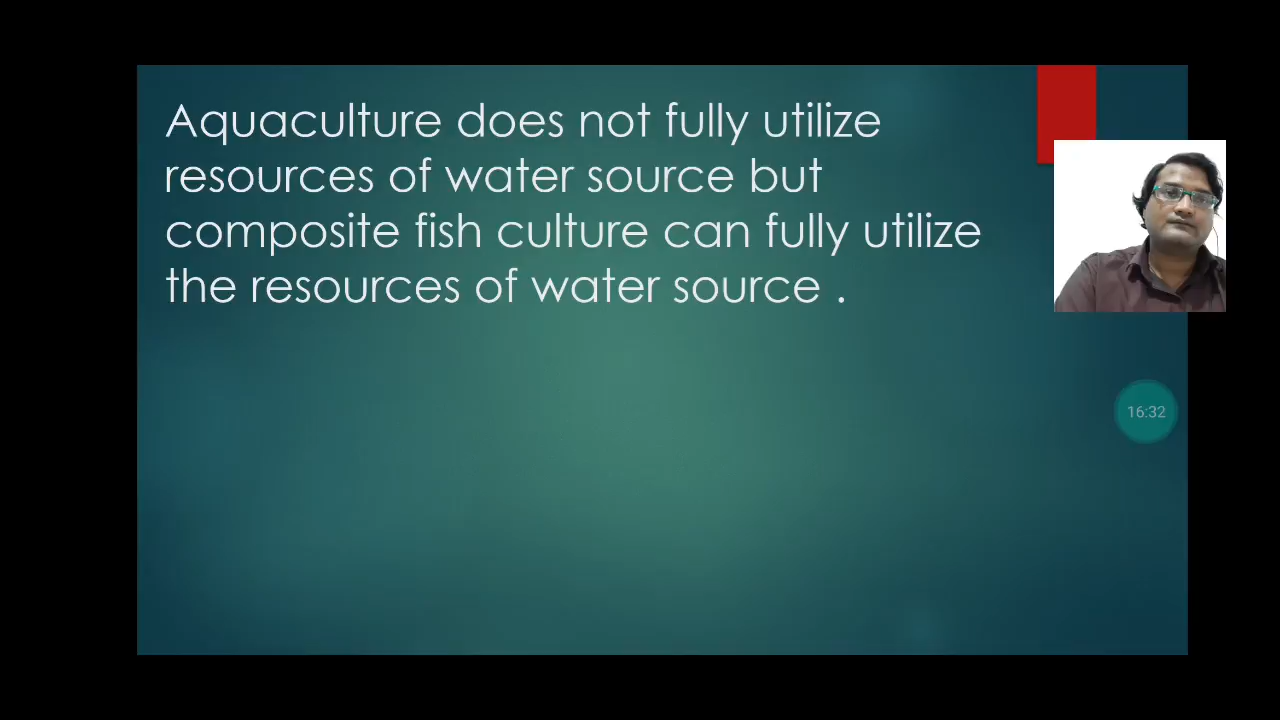 Aquaculture does not fully utilize
resources of water source but
composite fish culture can fully utilize
the resources of water source .
16:32